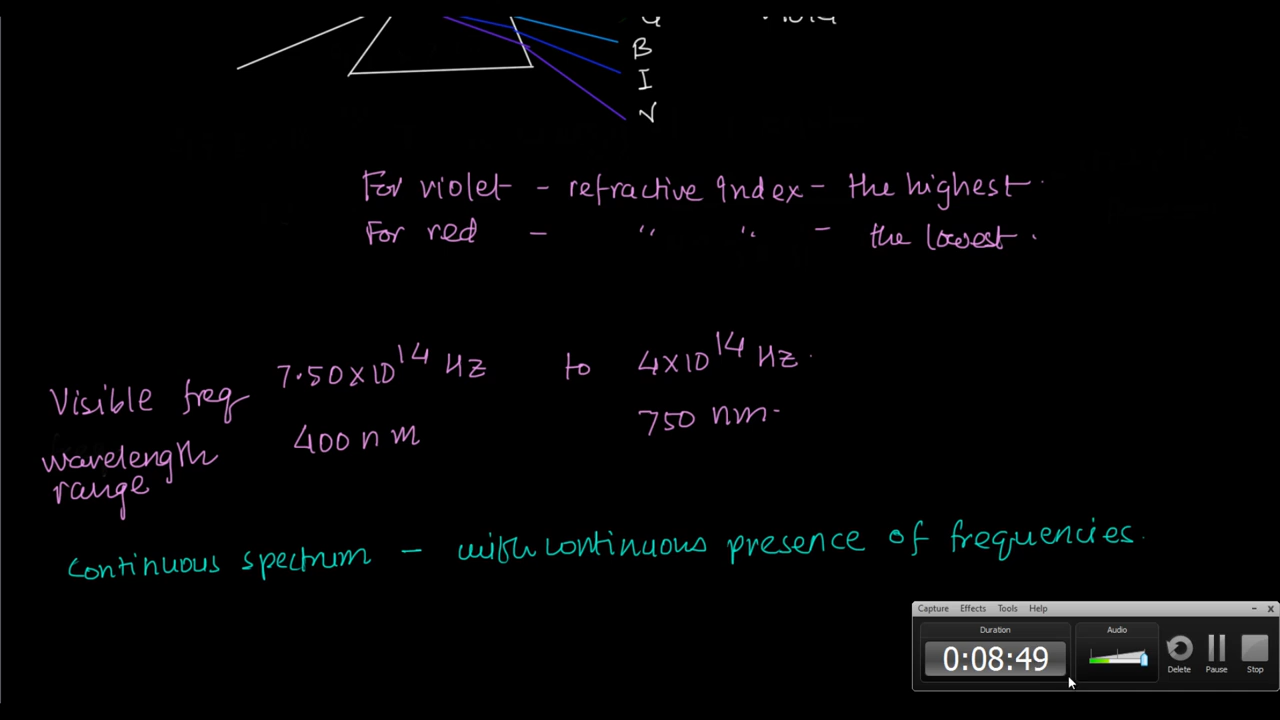 B
I
V
For violet - refractive Index - the highest.
For red - " " - the lowest.
Visible freq 7.50x10^14 Hz to 4x10^14 Hz.
wavelength range 400 nm 750 nm.
continuous spectrum - with continuous presence of frequencies.
Capture Effects Tools Help
Duration Audio
0:08:49
Delete Pause Stop